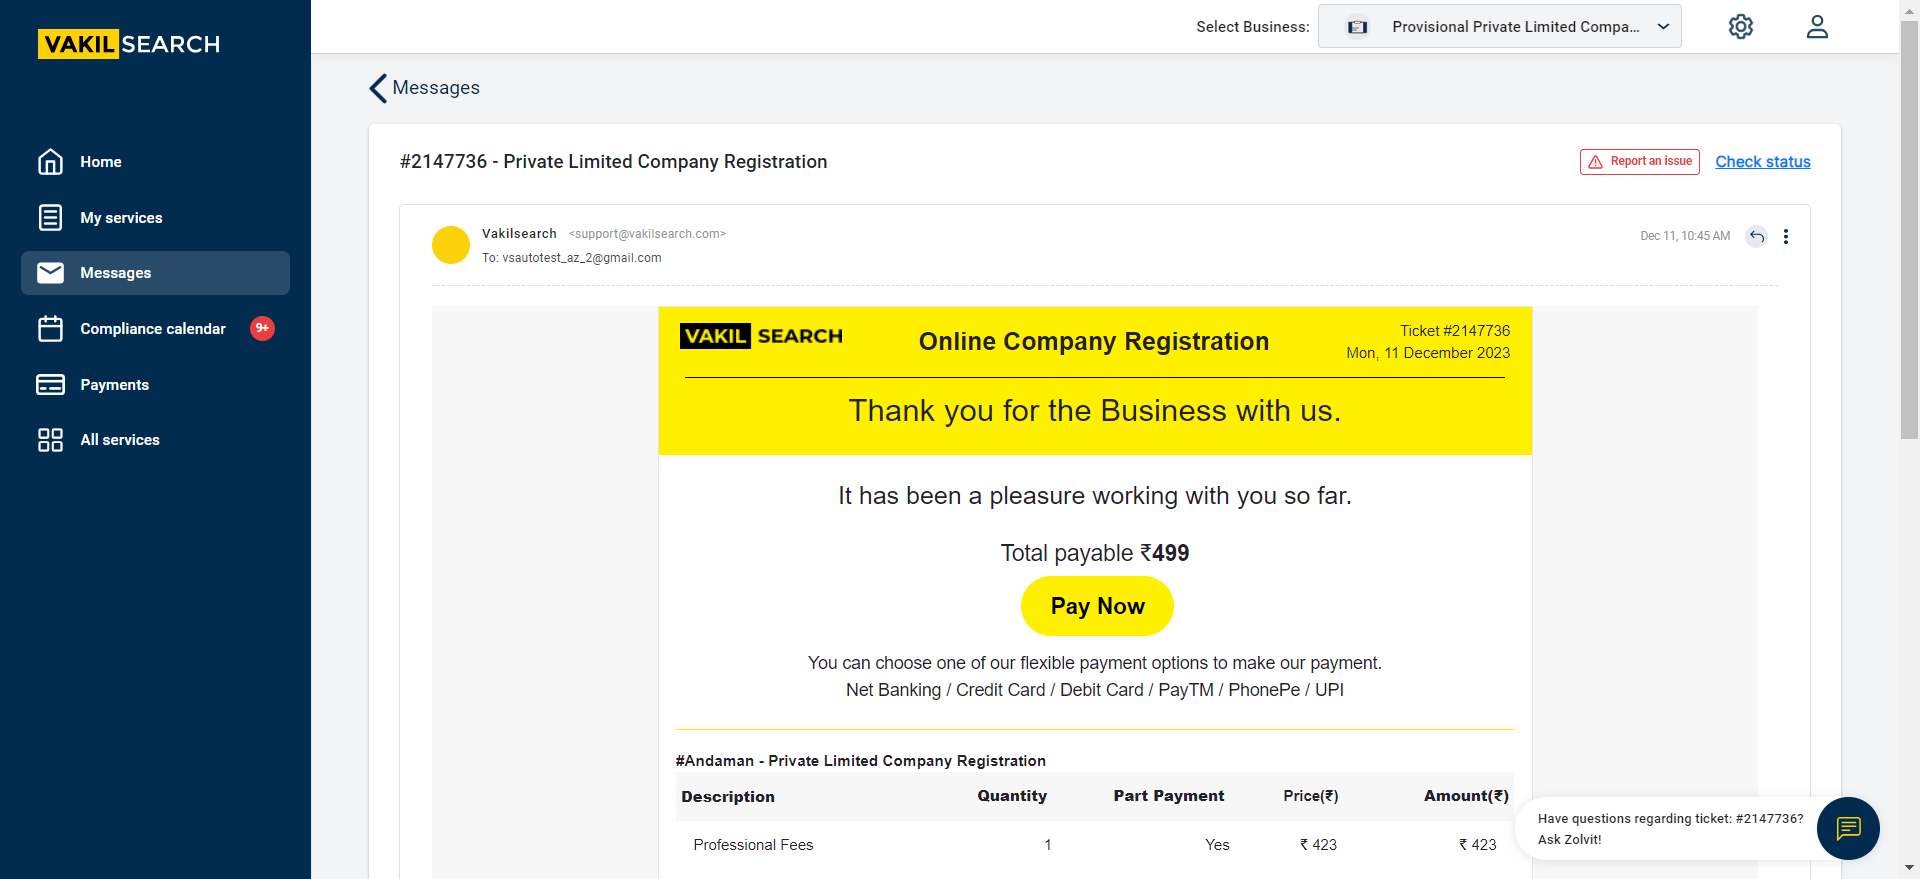 VAKIL SEARCH
Select Business: Provisional Private Limited Compa...
Home
My services
Messages
Compliance calendar 9+
Payments
All services
Messages
#2147736 - Private Limited Company Registration
Report an issue Check status
Vakilsearch <support@vakilsearch.com>
Dec 11, 10:45 AM
To: vsautotest_az_2@gmail.com
VAKIL SEARCH
Online Company Registration
Ticket #2147736
Mon, 11 December 2023
Thank you for the Business with us.
It has been a pleasure working with you so far.
Total payable ₹499
Pay Now
You can choose one of our flexible payment options to make our payment.
Net Banking / Credit Card / Debit Card / PayTM / PhonePe / UPI
#Andaman - Private Limited Company Registration
Description Quantity Part Payment Price(₹) Amount(₹)
Professional Fees 1 Yes ₹ 423 ₹ 423
Have questions regarding ticket: #2147736?
Ask Zolvit!